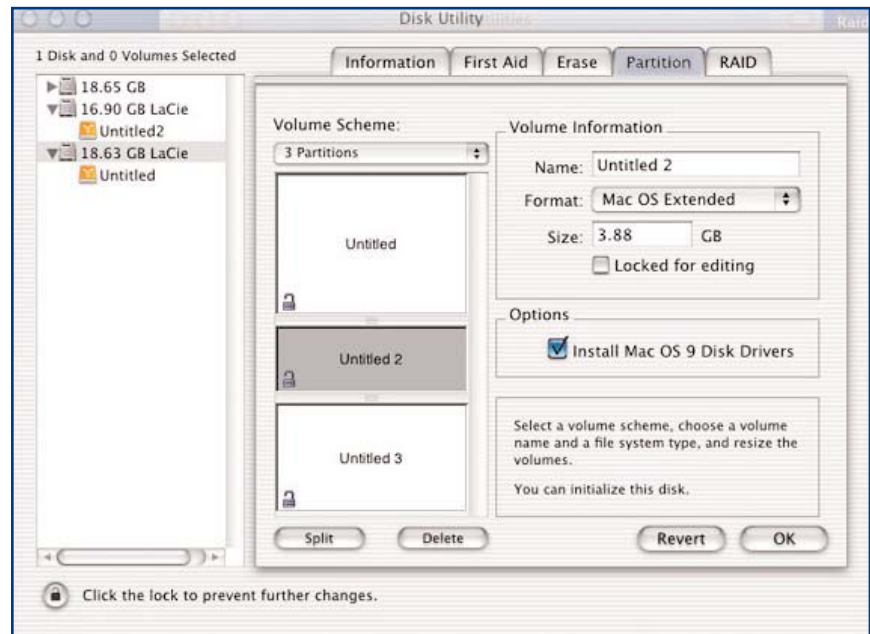 Disk Utility
1 Disk and 0 Volumes Selected
18.65 GB
16.90 GB LaCie
Untitled2
18.63 GB LaCie
Untitled
Information
First Aid
Erase
Partition
RAID
Volume Scheme:
3 Partitions
Untitled
Untitled 2
Untitled 3
Split
Delete
Volume Information
Name: Untitled 2
Format: Mac OS Extended
Size: 3.88 GB
Locked for editing
Options
Install Mac OS 9 Disk Drivers
Select a volume scheme, choose a volume
name and a file system type, and resize the
volumes.
You can initialize this disk.
Revert
OK
Click the lock to prevent further changes.